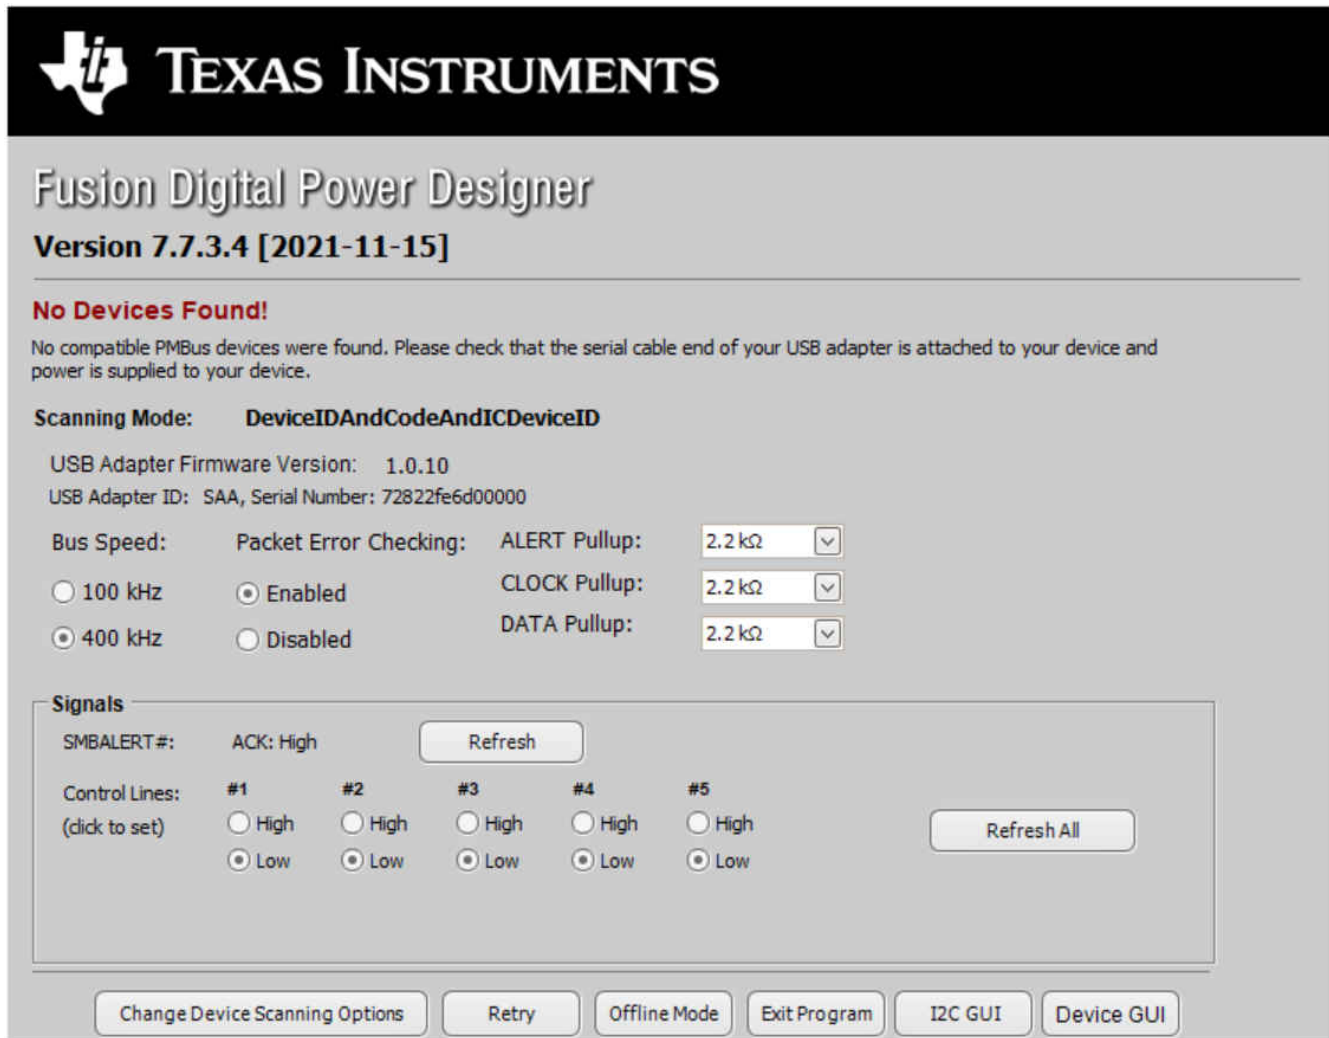 TEXAS INSTRUMENTS
Fusion Digital Power Designer
Version 7.7.3.4 [2021-11-15]
No Devices Found!
No compatible PMBus devices were found. Please check that the serial cable end of your USB adapter is attached to your device and
power is supplied to your device.
Scanning Mode: DeviceIDAndCodeAndICDeviceID
USB Adapter Firmware Version: 1.0.10
USB Adapter ID: SAA, Serial Number: 72822fe6d00000
Bus Speed: Packet Error Checking: ALERT Pullup: 2.2 kΩ
100 kHz Enabled CLOCK Pullup: 2.2 kΩ
400 kHz Disabled DATA Pullup: 2.2 kΩ
Signals
SMBALERT#: ACK: High Refresh
Control Lines: #1 #2 #3 #4 #5
(click to set) High High High High High Refresh All
Low Low Low Low Low
Change Device Scanning Options Retry Offline Mode Exit Program I2C GUI Device GUI